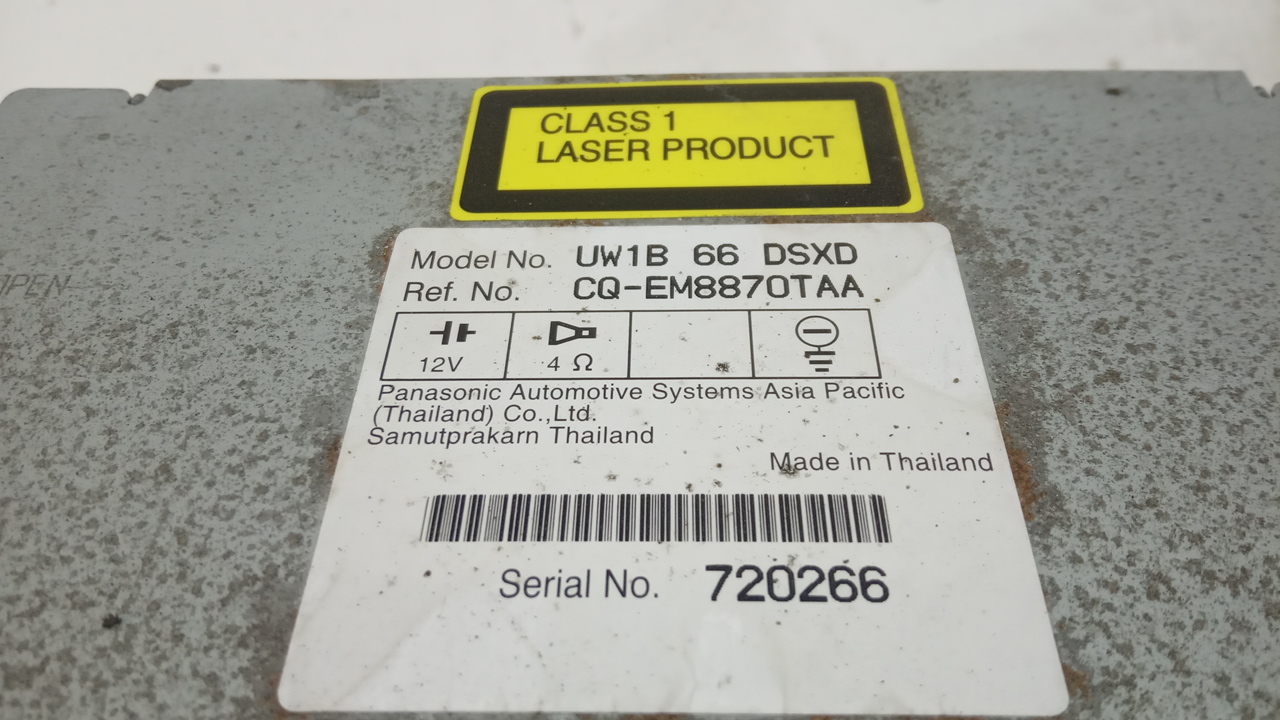 CLASS 1
LASER PRODUCT
OPEN
Model No. UW1B 66 DSXD
Ref. No. CQ-EM8870TAA
12V 4 Ω
Panasonic Automotive Systems Asia Pacific
(Thailand) Co.,Ltd.
Samutprakarn Thailand
Made in Thailand
Serial No. 720266